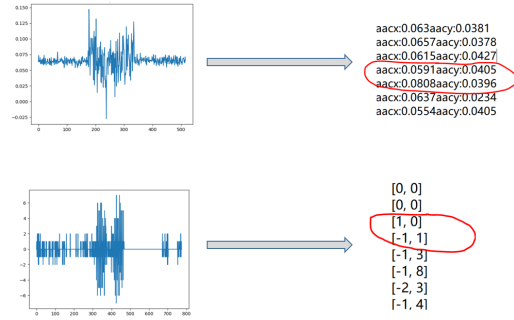 0.150
0.125
0.100
0.075
0.050
0.025
0.000
−0.025
0 100 200 300 400 500
aacx:0.063aacy:0.0381
aacx:0.0657aacy:0.0378
aacx:0.0615aacy:0.0427
aacx:0.0591aacy:0.0405
aacx:0.0808aacy:0.0396
aacx:0.0637aacy:0.0234
aacx:0.0554aacy:0.0405
6
4
2
0
−2
−4
−6
0 100 200 300 400 500 600 700 800
[0, 0]
[0, 0]
[1, 0]
[-1, 1]
[-1, 3]
[-1, 8]
[-2, 3]
[-1, 4]